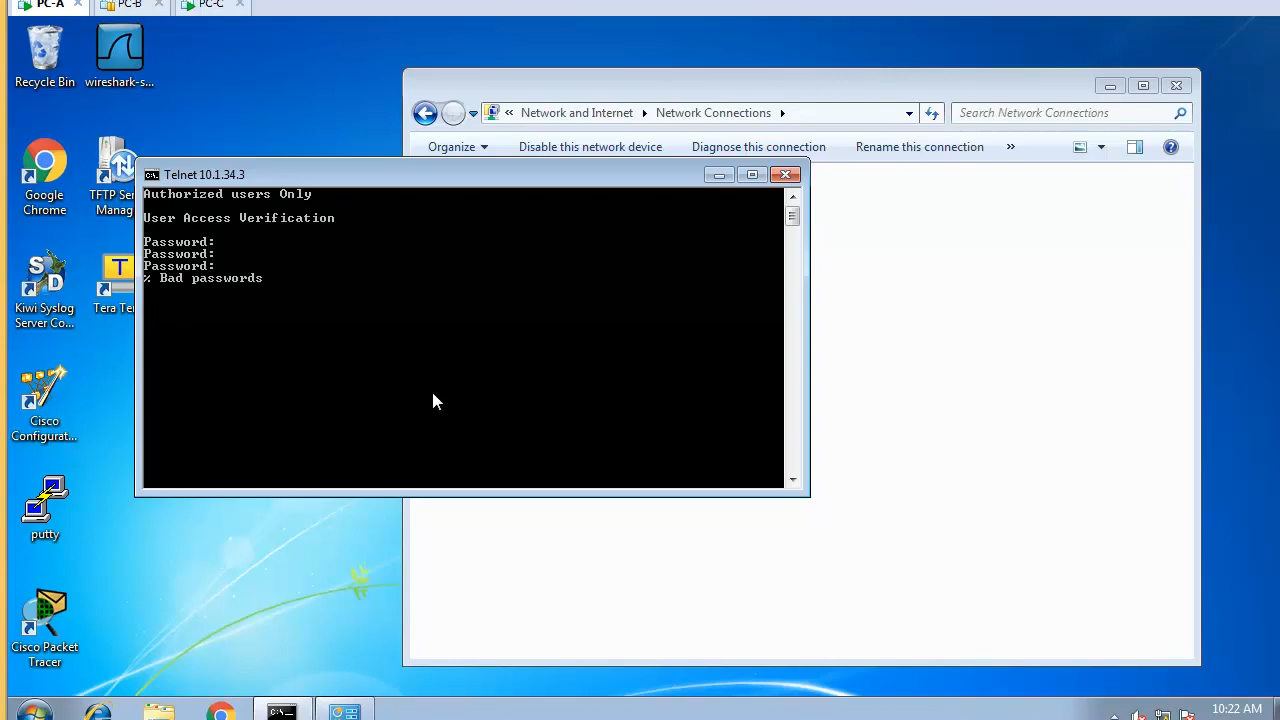 PC-A
PC-B
PC-C
Recycle Bin
wireshark-s...
Network and Internet
Network Connections
Search Network Connections
Organize
Disable this network device
Diagnose this connection
Rename this connection
»
Google
Chrome
TFTP Ser
Manag
Telnet 10.1.34.3
Authorized users Only
User Access Verification
Password:
Password:
Password:
% Bad passwords
Kiwi Syslog
Server Co...
Tera Ter
Cisco
Configurat...
putty
Cisco Packet
Tracer
10:22 AM